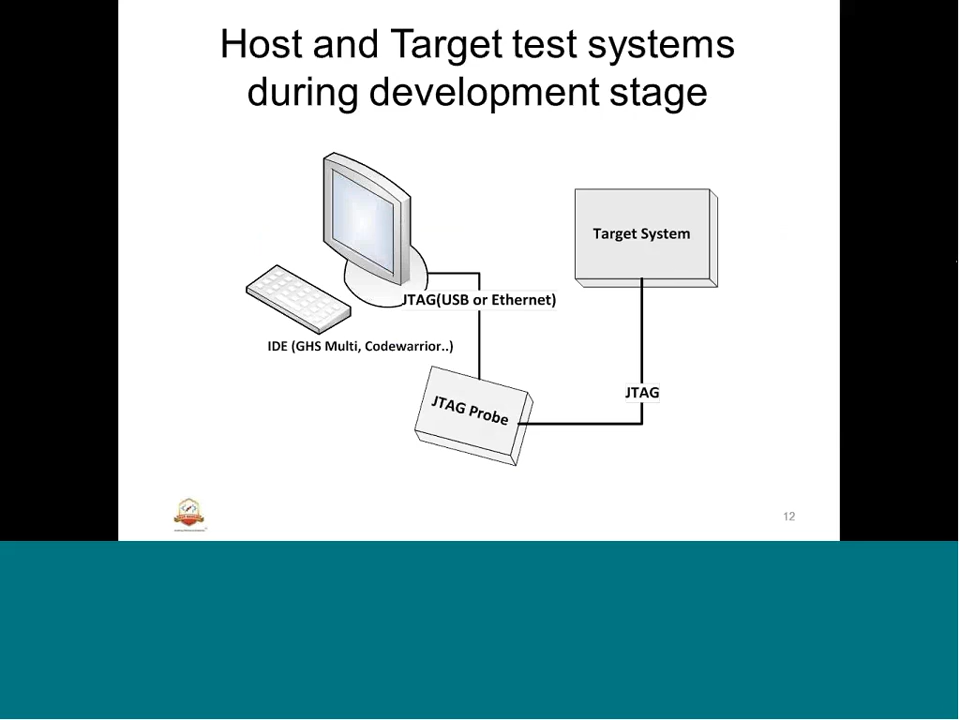 Host and Target test systems
during development stage
Target System
JTAG(USB or Ethernet)
IDE (GHS Multi, Codewarrior..)
JTAG Probe
JTAG
12